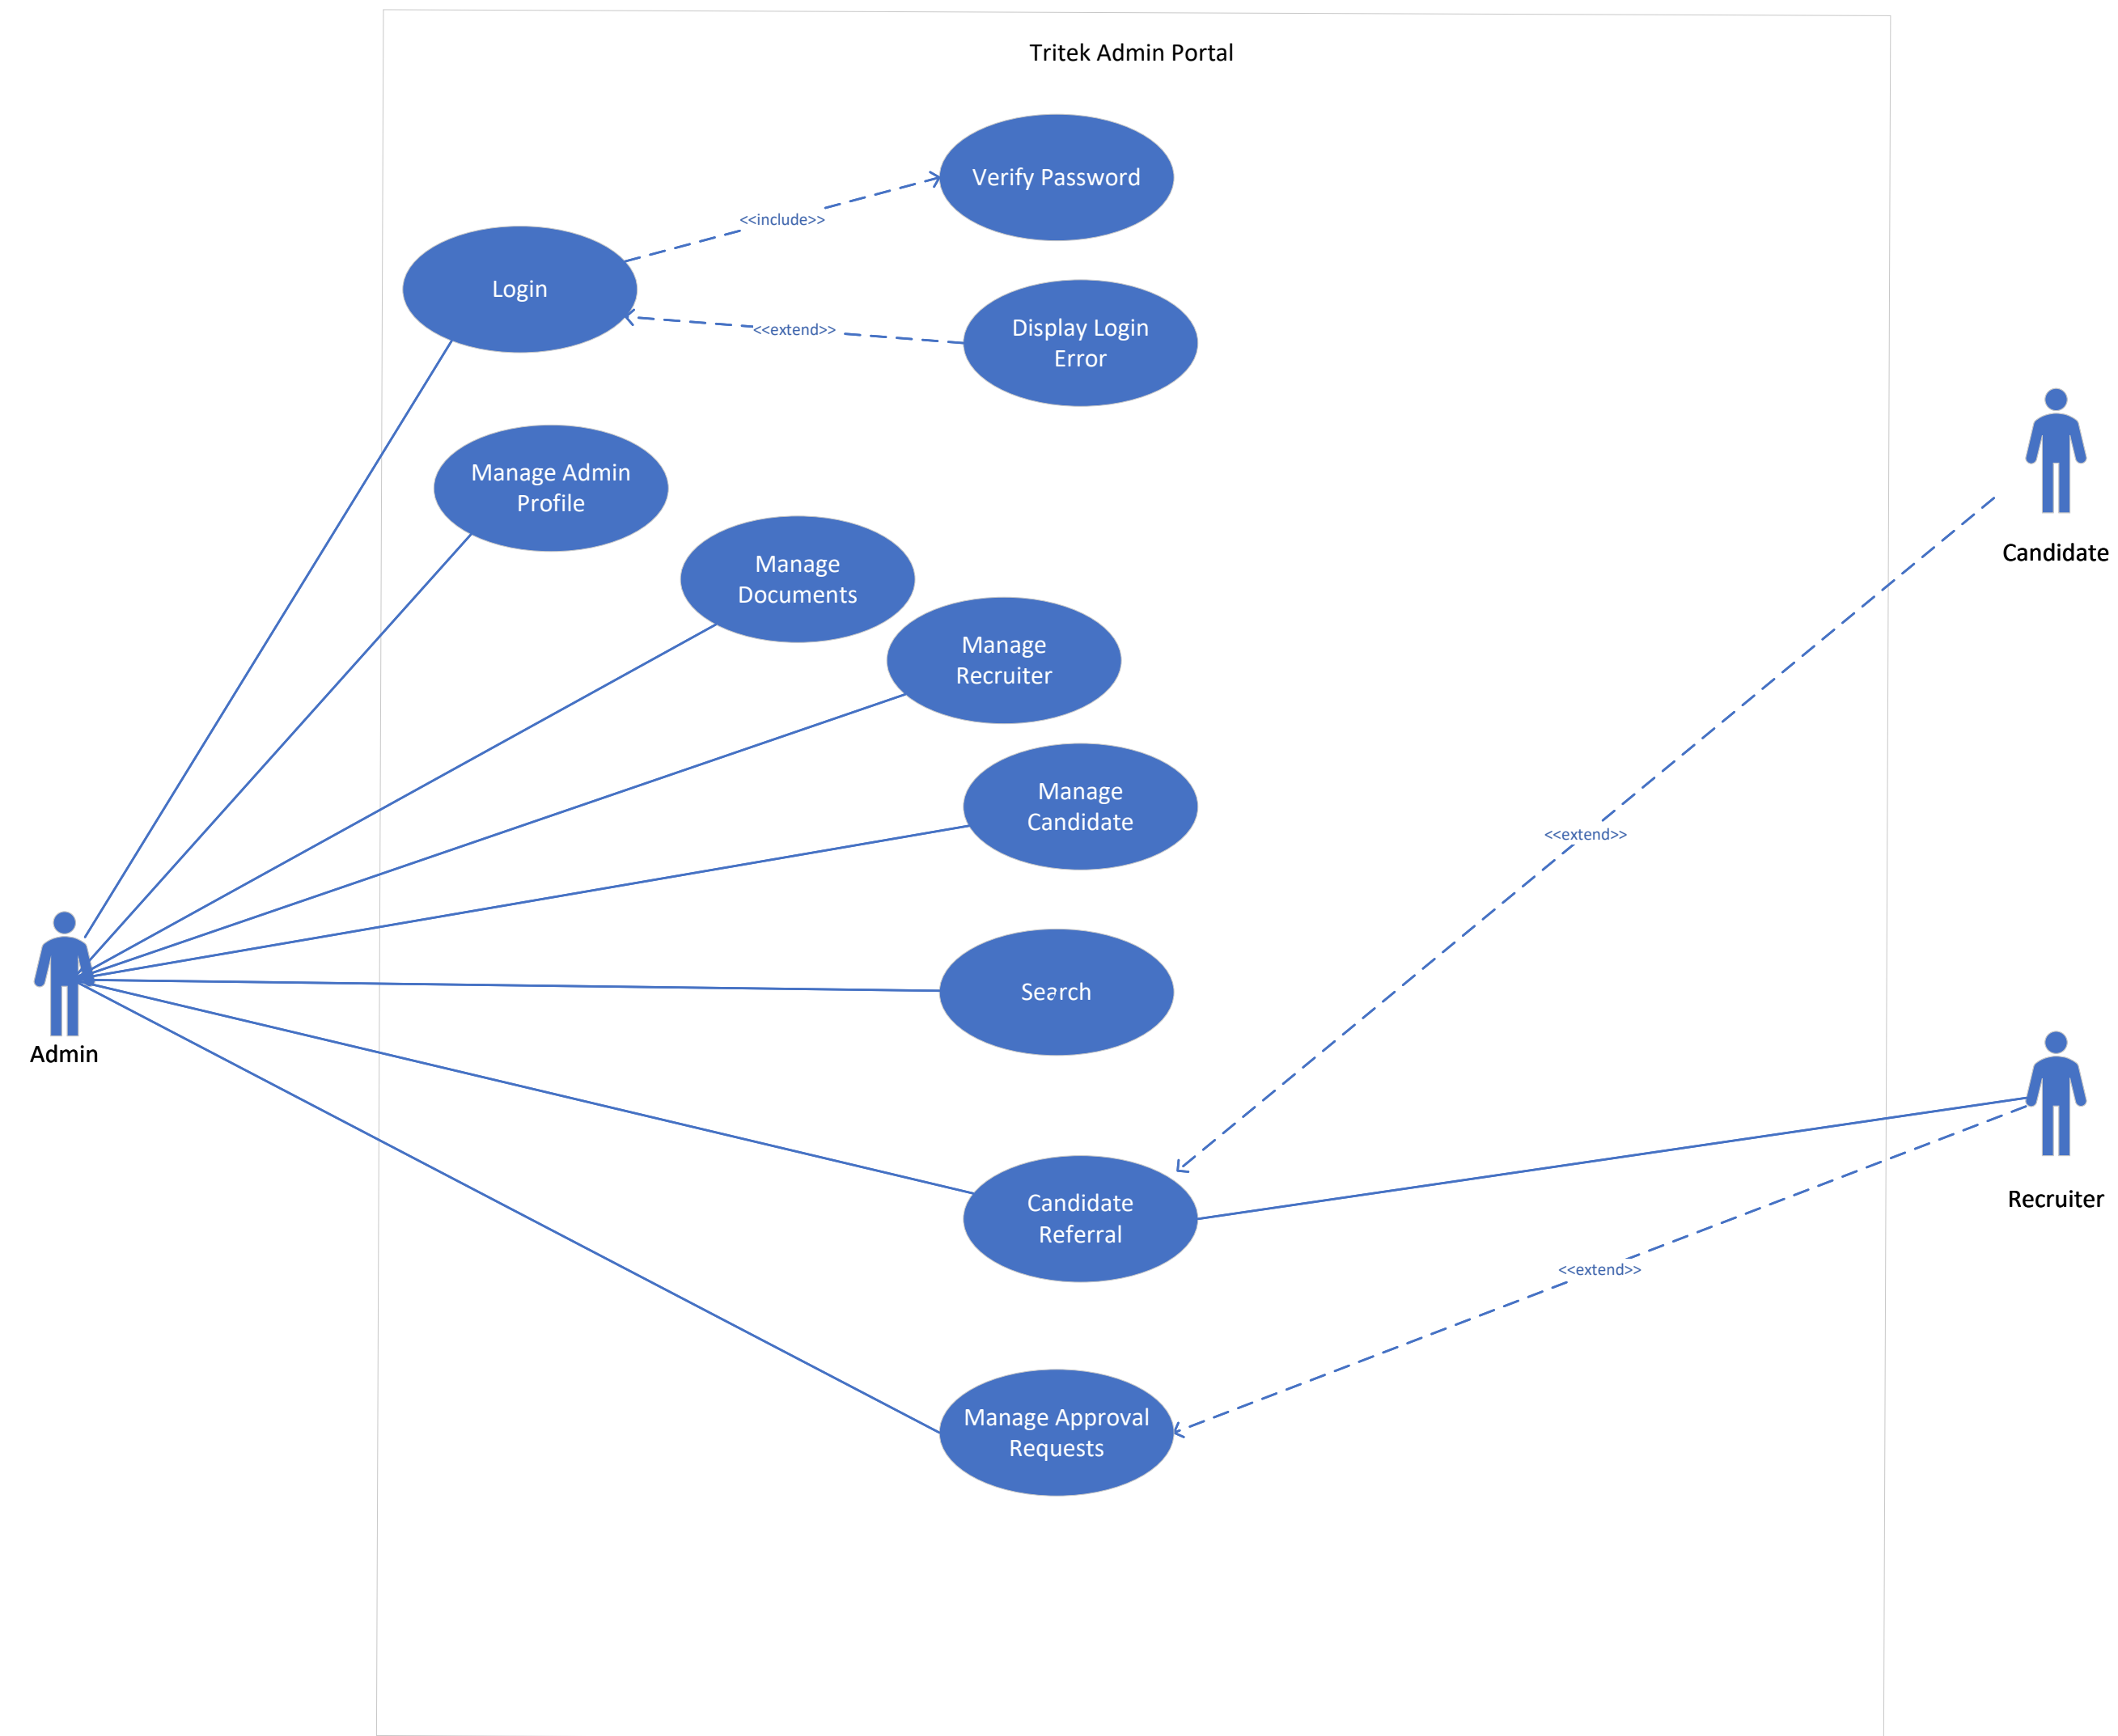 Tritek Admin Portal
Verify Password
<<include>>
Login
<<extend>>
Display Login
Error
Manage Admin
Profile
Candidate
Manage
Documents
Manage
Recruiter
Manage
Candidate
<<extend>>
Search
Admin
Candidate
Referral
Recruiter
<<extend>>
Manage Approval
Requests